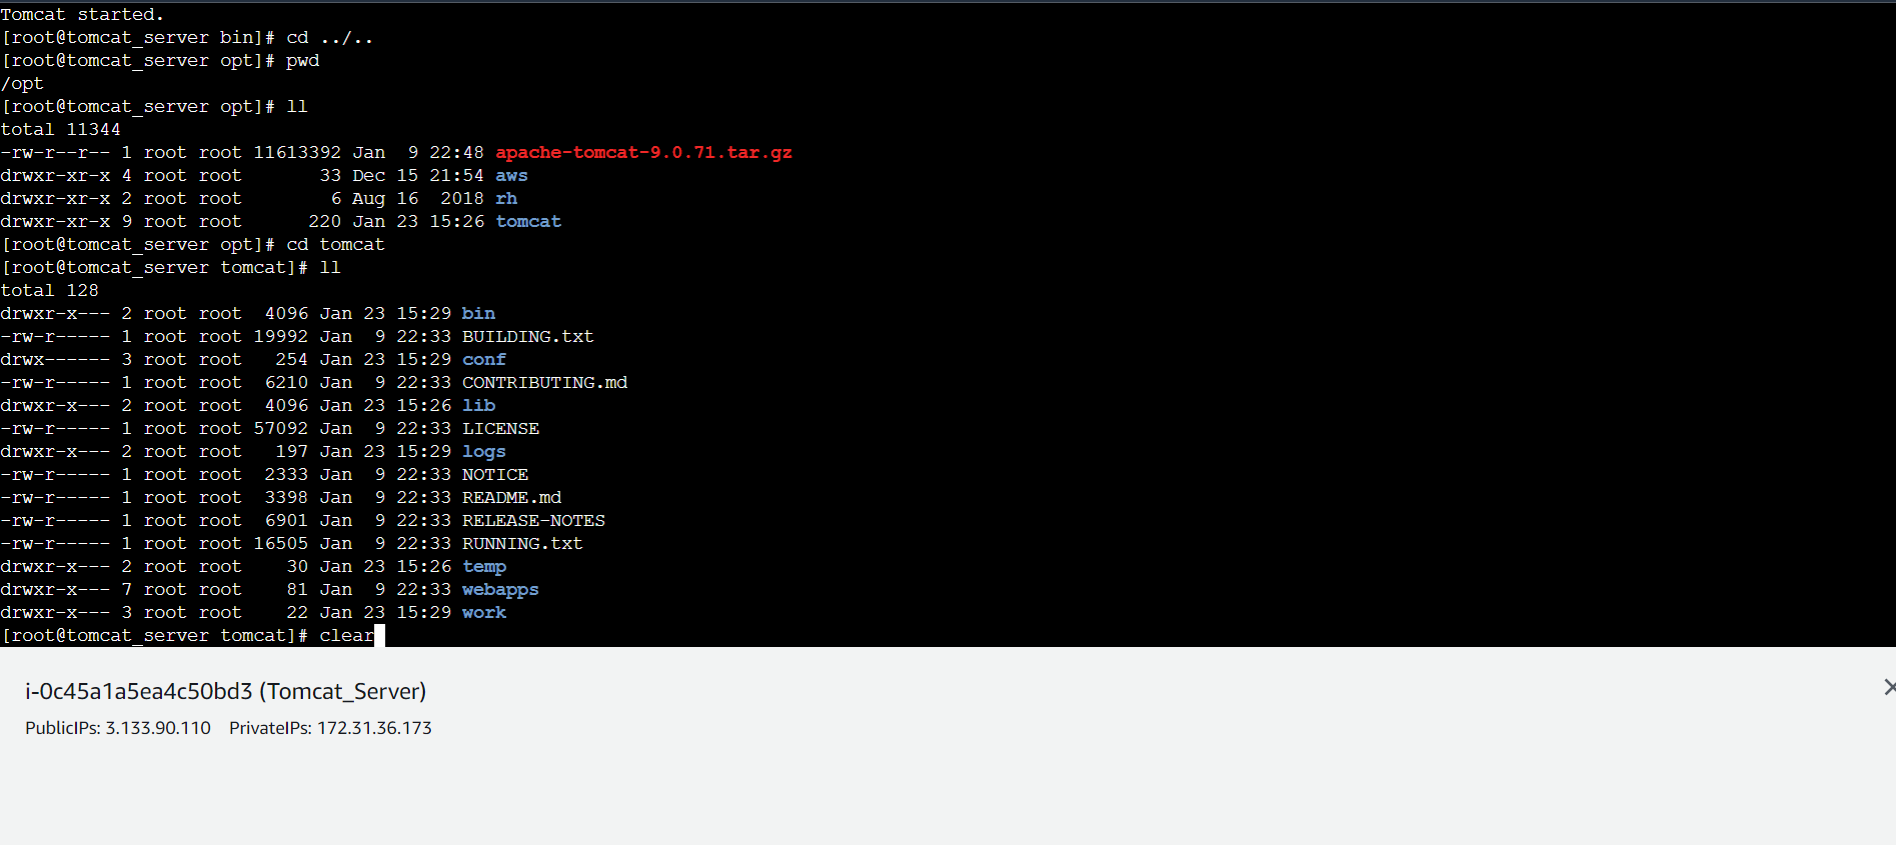 Tomcat started.
[root@tomcat_server bin]# cd ../..
[root@tomcat_server opt]# pwd
/opt
[root@tomcat_server opt]# ll
total 11344
-rw-r--r-- 1 root root 11613392 Jan  9 22:48 apache-tomcat-9.0.71.tar.gz
drwxr-xr-x 4 root root       33 Dec 15 21:54 aws
drwxr-xr-x 2 root root        6 Aug 16  2018 rh
drwxr-xr-x 9 root root      220 Jan 23 15:26 tomcat
[root@tomcat_server opt]# cd tomcat
[root@tomcat_server tomcat]# ll
total 128
drwxr-x--- 2 root root  4096 Jan 23 15:29 bin
-rw-r----- 1 root root 19992 Jan  9 22:33 BUILDING.txt
drwx------ 3 root root   254 Jan 23 15:29 conf
-rw-r----- 1 root root  6210 Jan  9 22:33 CONTRIBUTING.md
drwxr-x--- 2 root root  4096 Jan 23 15:26 lib
-rw-r----- 1 root root 57092 Jan  9 22:33 LICENSE
drwxr-x--- 2 root root   197 Jan 23 15:29 logs
-rw-r----- 1 root root  2333 Jan  9 22:33 NOTICE
-rw-r----- 1 root root  3398 Jan  9 22:33 README.md
-rw-r----- 1 root root  6901 Jan  9 22:33 RELEASE-NOTES
-rw-r----- 1 root root 16505 Jan  9 22:33 RUNNING.txt
drwxr-x--- 2 root root    30 Jan 23 15:26 temp
drwxr-x--- 7 root root    81 Jan  9 22:33 webapps
drwxr-x--- 3 root root    22 Jan 23 15:29 work
[root@tomcat_server tomcat]# clear
i-0c45a1a5ea4c50bd3 (Tomcat_Server)
PublicIPs: 3.133.90.110 PrivateIPs: 172.31.36.173